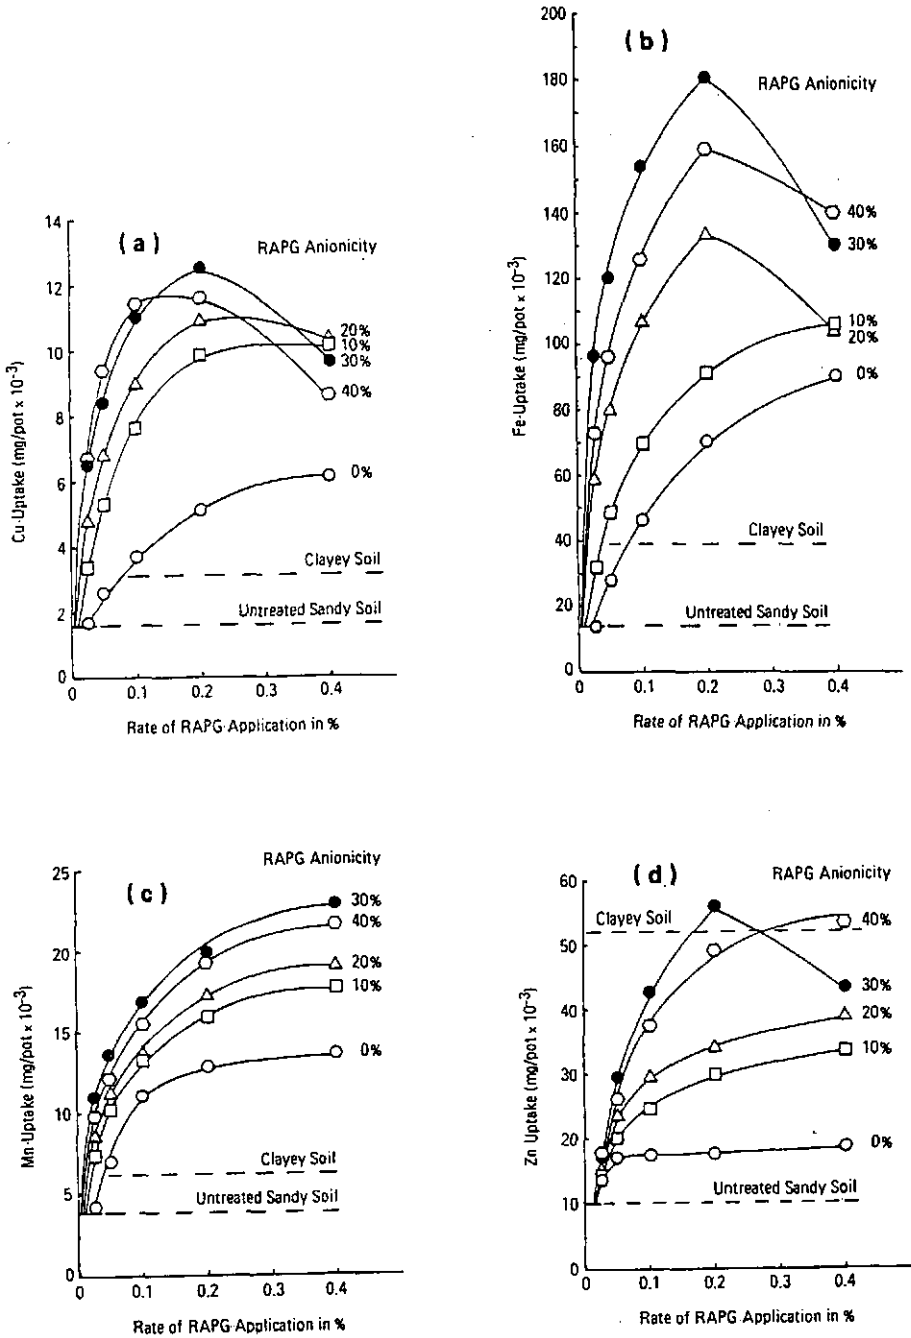 (a)
RAPG Anionicity
Cu-Uptake (mg/pot x 10⁻³)
14
12
10
8
6
4
2
0
20%
10%
30%
40%
0%
Clayey Soil
Untreated Sandy Soil
0 0.1 0.2 0.3 0.4
Rate of RAPG Application in %
(b)
RAPG Anionicity
Fe-Uptake (mg/pot x 10⁻³)
200
180
160
140
120
100
80
60
40
20
0
40%
30%
10%
20%
0%
Clayey Soil
Untreated Sandy Soil
0 0.1 0.2 0.3 0.4
Rate of RAPG Application in %
(c)
RAPG Anionicity
Mn-Uptake (mg/pot x 10⁻³)
25
20
15
10
5
0
30%
40%
20%
10%
0%
Clayey Soil
Untreated Sandy Soil
0 0.1 0.2 0.3 0.4
Rate of RAPG Application in %
(d)
RAPG Anionicity
Zn Uptake (mg/pot x 10⁻³)
60
50
40
30
20
10
0
Clayey Soil
40%
30%
20%
10%
0%
Untreated Sandy Soil
0 0.1 0.2 0.3 0.4
Rate of RAPG Application in %